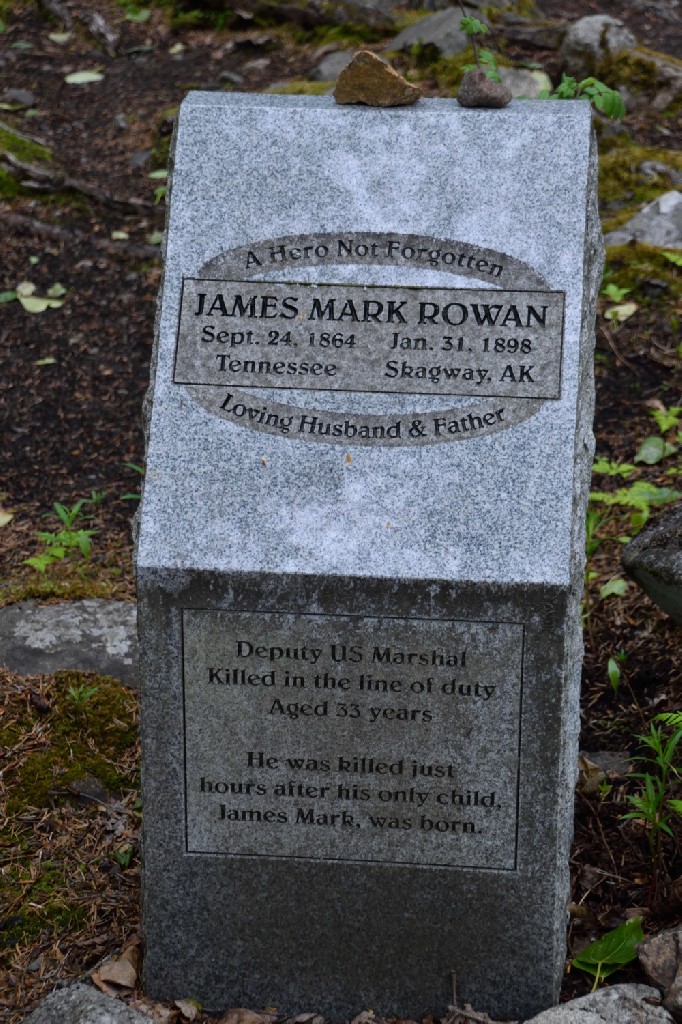 A Hero Not Forgotten
JAMES MARK ROWAN
Sept. 24, 1864 Jan. 31, 1898
Tennessee Skagway, AK
Loving Husband & Father
Deputy US Marshal
Killed in the line of duty
Aged 33 years
He was killed just
hours after his only child,
James Mark, was born.